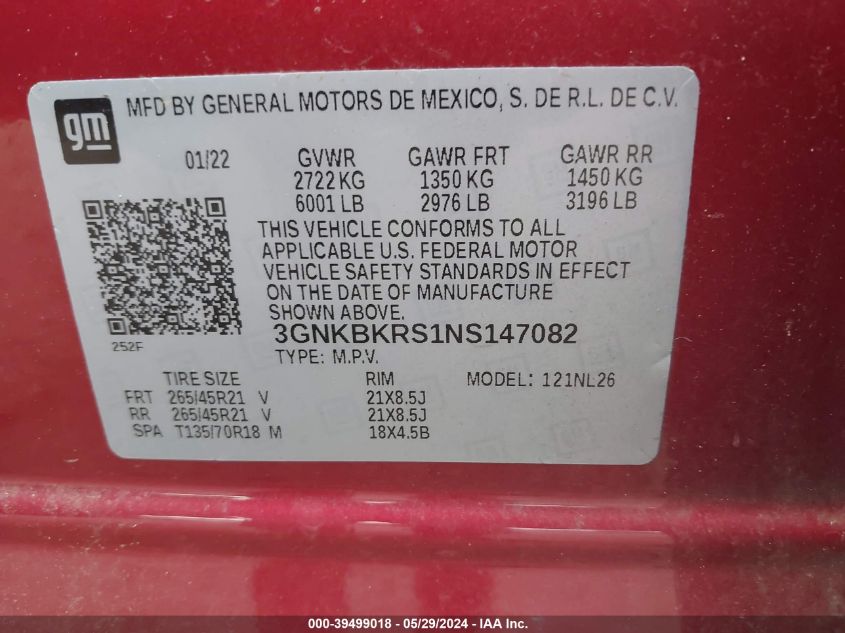 gm
MFD BY GENERAL MOTORS DE MEXICO, S. DE R.L. DE C.V.
01/22 GVWR GAWR FRT GAWR RR
2722 KG 1350 KG 1450 KG
6001 LB 2976 LB 3196 LB
THIS VEHICLE CONFORMS TO ALL
APPLICABLE U.S. FEDERAL MOTOR
VEHICLE SAFETY STANDARDS IN EFFECT
ON THE DATE OF MANUFACTURE
SHOWN ABOVE.
252F
3GNKBKRS1NS147082
TYPE: M.P.V.
TIRE SIZE RIM MODEL: 121NL26
FRT 265/45R21 V 21X8.5J
RR 265/45R21 V 21X8.5J
SPA T135/70R18 M 18X4.5B
000-39499018 - 05/29/2024 - IAA Inc.